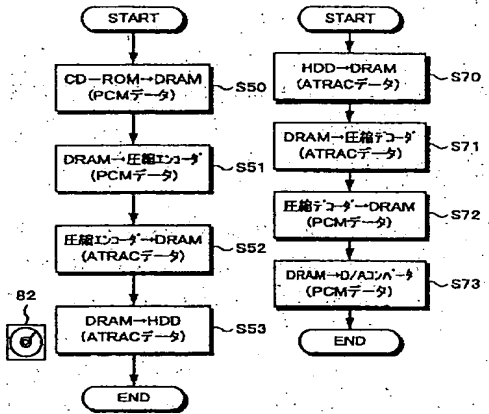 START
CD-ROM→DRAM
(PCMデータ)
S50
DRAM→圧縮エンコーダ
(PCMデータ)
S51
圧縮エンコーダ→DRAM
(ATRACデータ)
S52
82
DRAM→HDD
(ATRACデータ)
S53
END
START
HDD→DRAM
(ATRACデータ)
S70
DRAM→圧縮デコーダ
(ATRACデータ)
S71
圧縮デコーダ→DRAM
(PCMデータ)
S72
DRAM→D/Aコンバータ
(PCMデータ)
S73
END